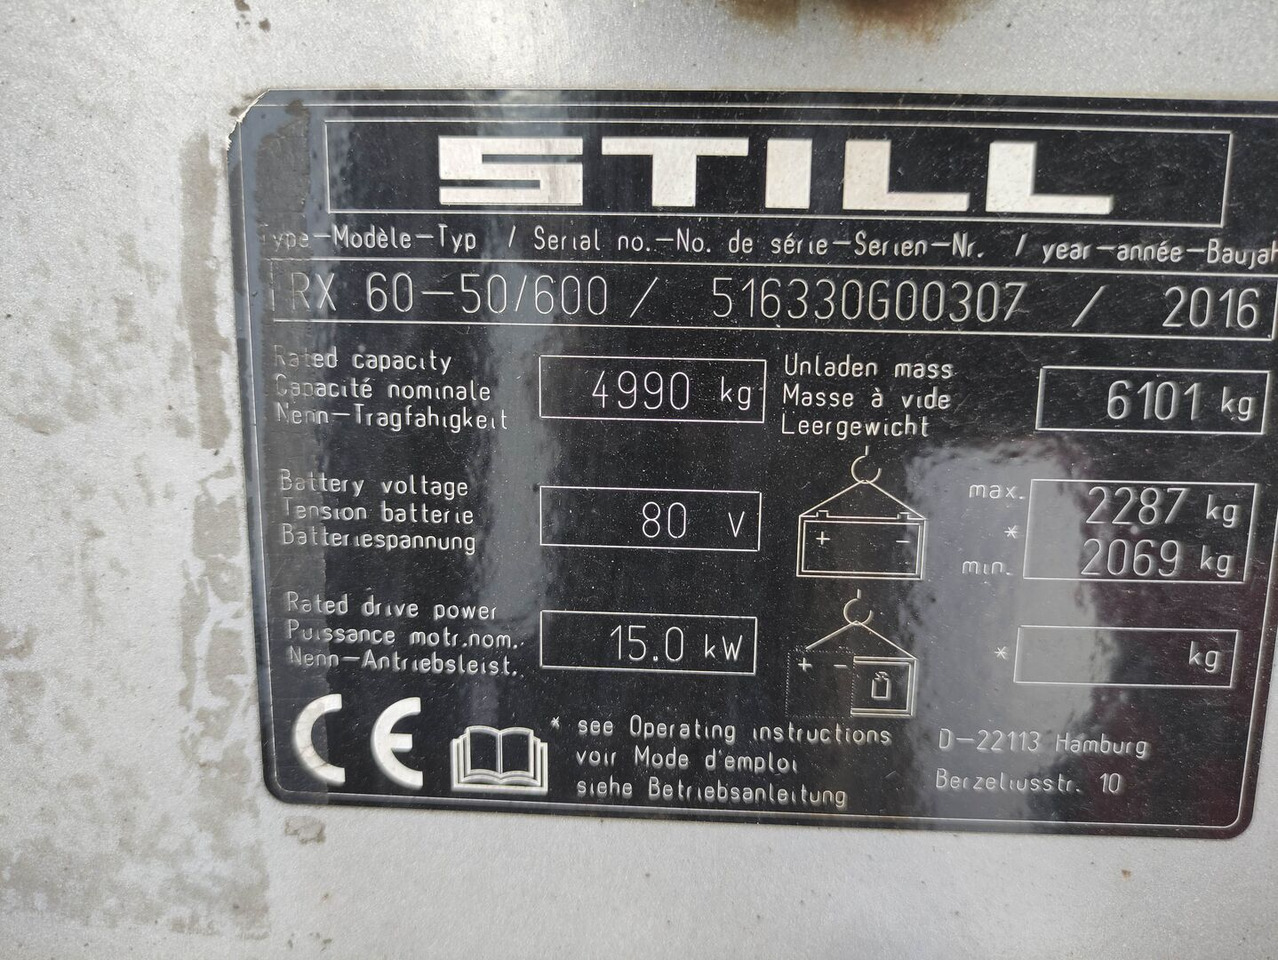 STILL
Type-Modèle-Typ / Serial no.-No. de série-Serien-Nr. / year-année-Baujah
RX 60-50/600 / 516330G00307 / 2016
Rated capacity
Capacité nominale
Nenn-Tragfähigkeit
4990 kg
Unladen mass
Masse à vide
Leergewicht
6101 kg
Battery voltage
Tension batterie
Batteriespannung
80 V
+ -
max. 2287 kg
*
min. 2069 kg
Rated drive power
Puissance motr.nom.
Nenn-Antriebsleist.
15.0 kW
+ -
* kg
CE
* see Operating instructions
voir Mode d'emploi
siehe Betriebsanleitung
D-22113 Hamburg
Berzeliusstr. 10